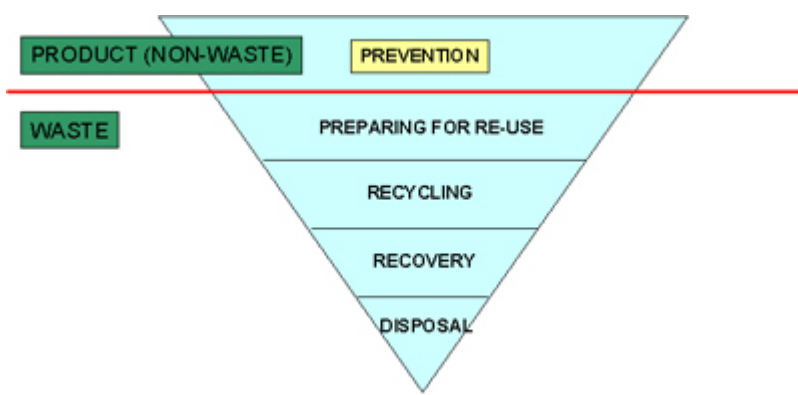 PRODUCT (NON-WASTE)
PREVENTION
WASTE
PREPARING FOR RE-USE
RECYCLING
RECOVERY
DISPOSAL